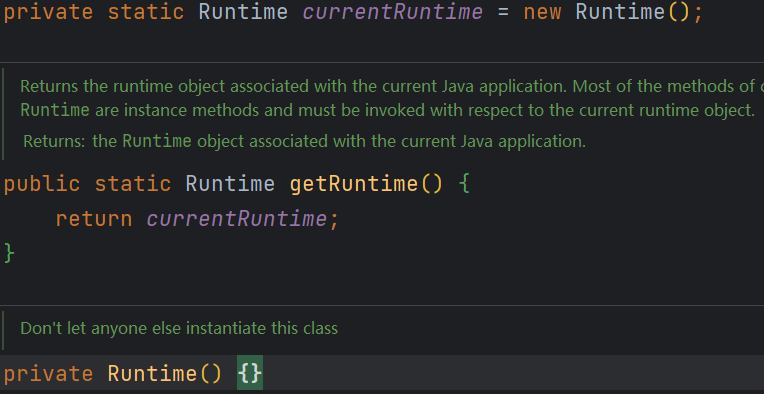 private static Runtime currentRuntime = new Runtime();
Returns the runtime object associated with the current Java application. Most of the methods of
Runtime are instance methods and must be invoked with respect to the current runtime object.
Returns: the Runtime object associated with the current Java application.
public static Runtime getRuntime() {
    return currentRuntime;
}
Don't let anyone else instantiate this class
private Runtime() {}